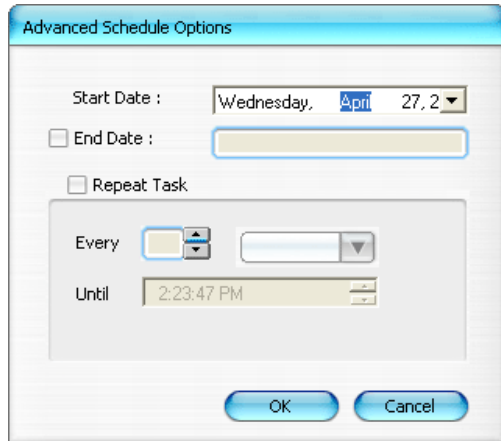 Advanced Schedule Options
Start Date : Wednesday, April 27, 2
End Date :
Repeat Task
Every
Until 2:23:47 PM
OK Cancel